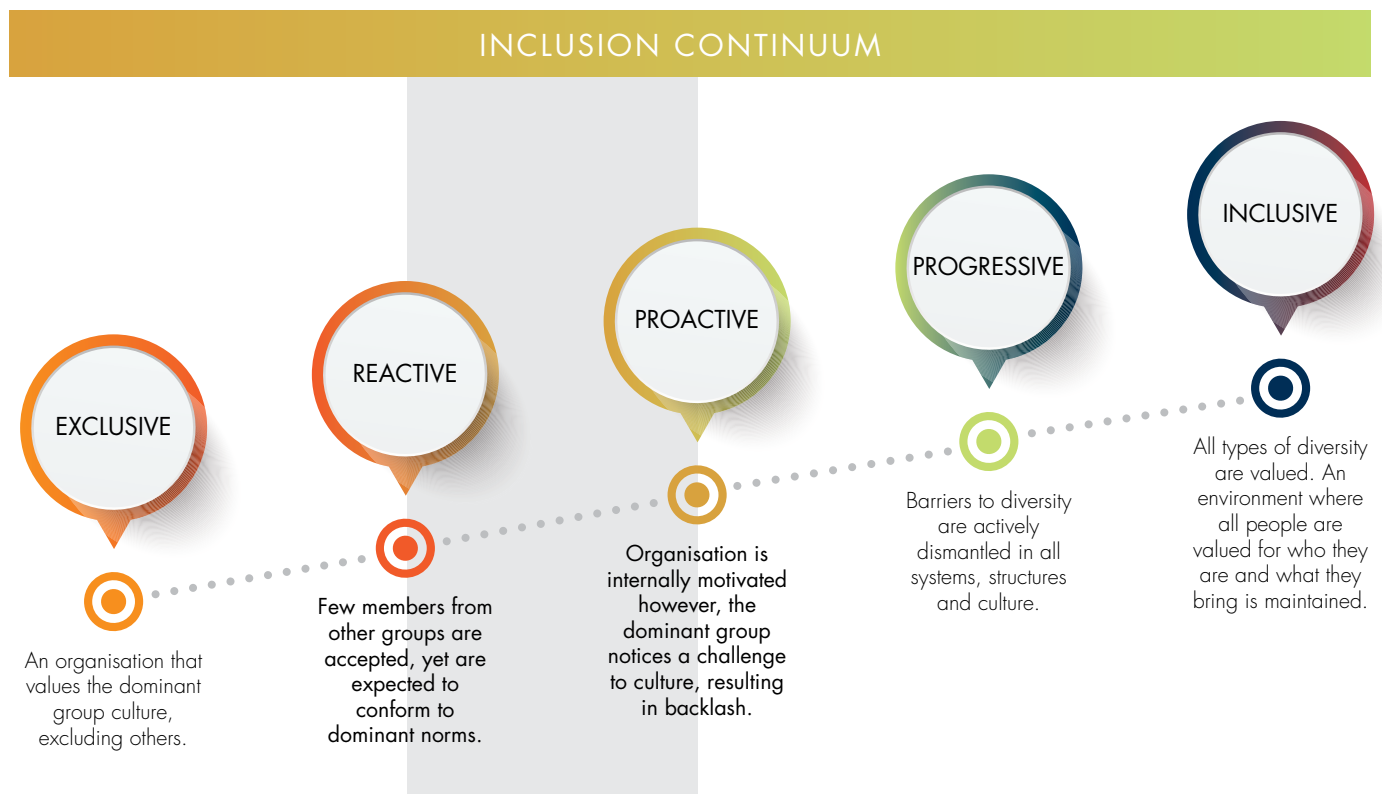 INCLUSION CONTINUUM
EXCLUSIVE
An organisation that
values the dominant
group culture,
excluding others.
REACTIVE
Few members from
other groups are
accepted, yet are
expected to
conform to
dominant norms.
PROACTIVE
Organisation is
internally motivated
however, the
dominant group
notices a challenge
to culture, resulting
in backlash.
PROGRESSIVE
Barriers to diversity
are actively
dismantled in all
systems, structures
and culture.
INCLUSIVE
All types of diversity
are valued. An
environment where
all people are
valued for who they
are and what they
bring is maintained.